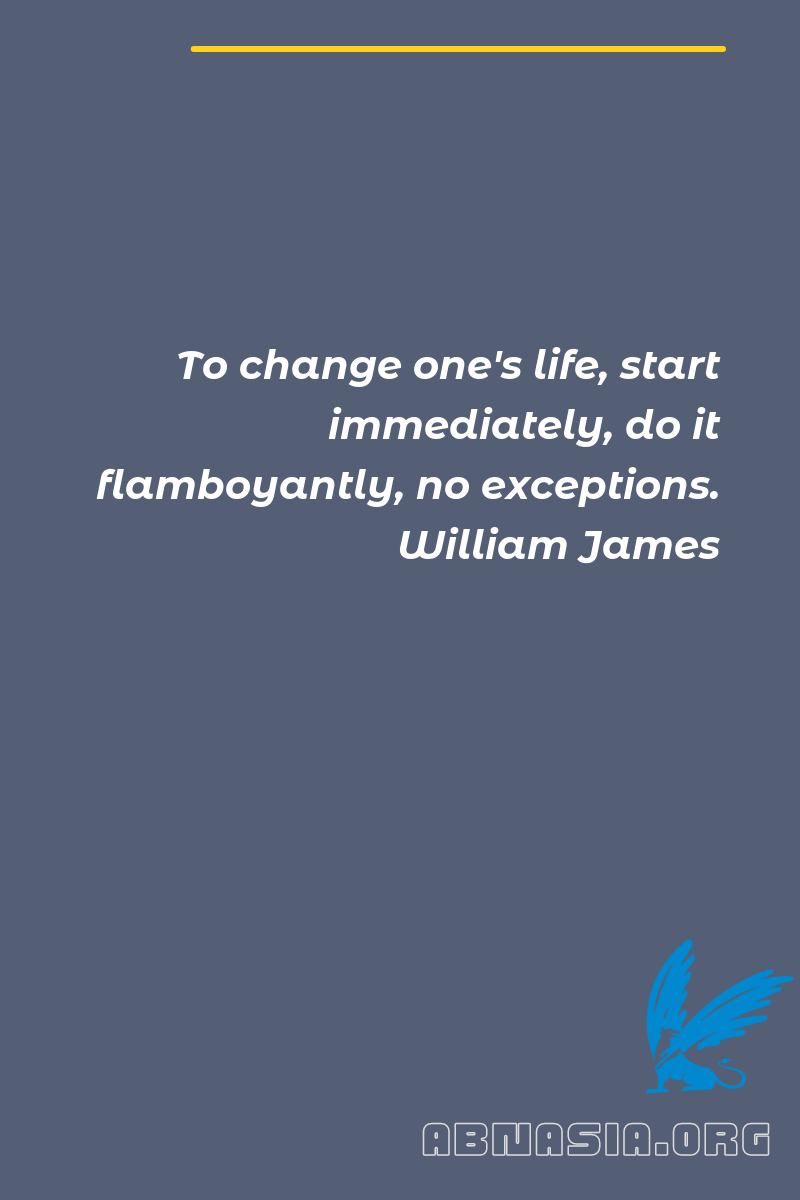 To change one's life, start
immediately, do it
flamboyantly, no exceptions.
William James
ABNASIA.ORG